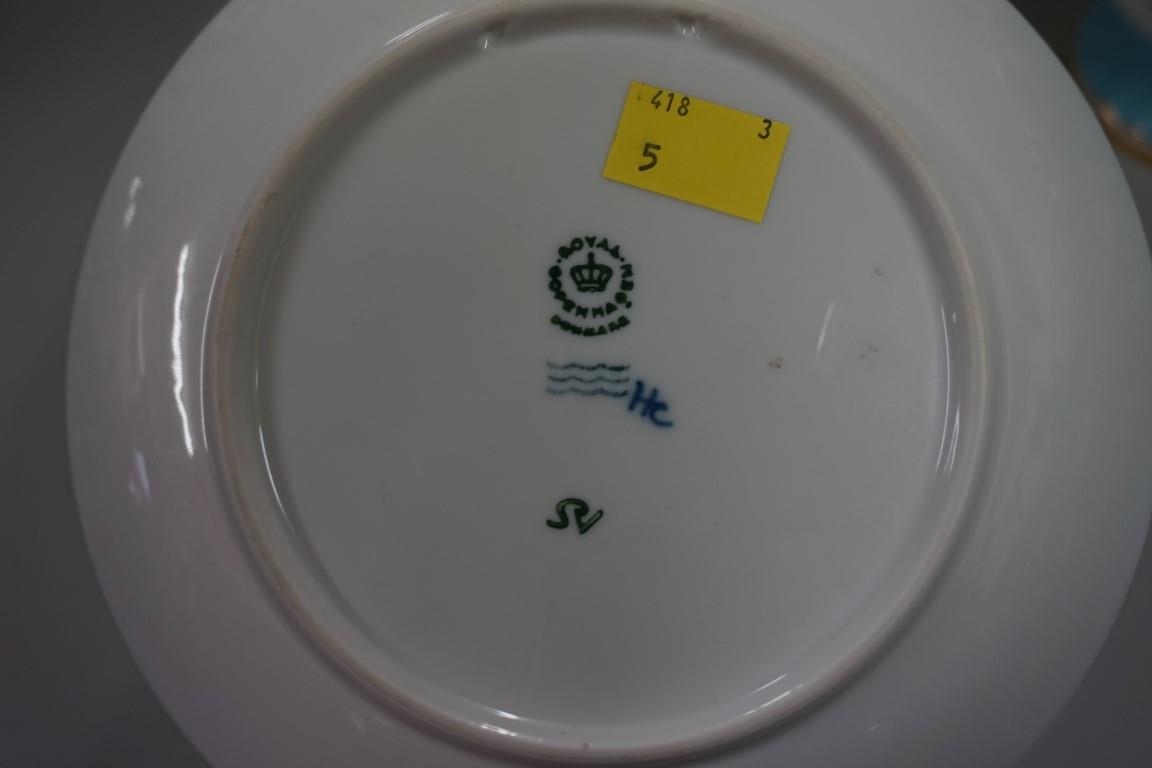 418 3
5
ROYAL
COPENHAGEN
DENMARK
HC
SV